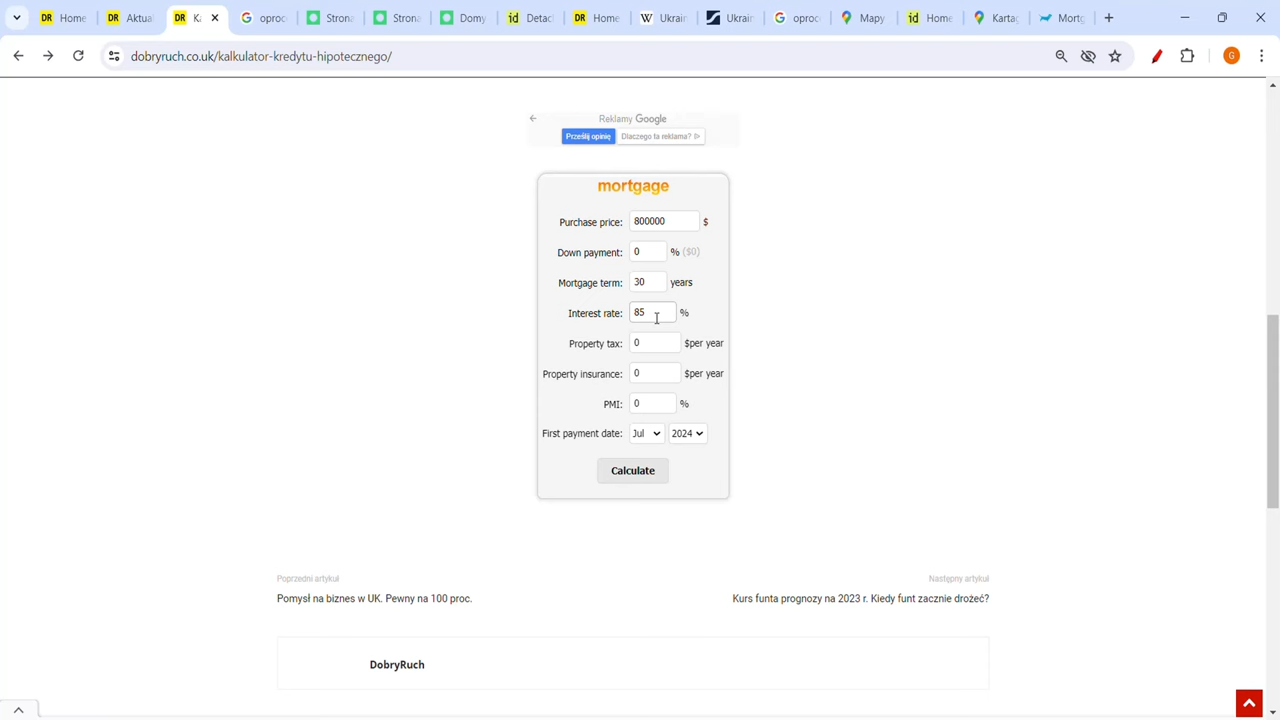 DR Home
DR Aktual
DR Ka
oproc
Strona
Strona
Domy
id Detac
DR Home
W Ukrain
Ukrain
oproc
Mapy
id Home
Kartag
Mortg
dobryruch.co.uk/kalkulator-kredytu-hipotecznego/
G
Reklamy Google
Prześlij opinię Dlaczego ta reklama?
mortgage
Purchase price: 800000 $
Down payment: 0 % ($0)
Mortgage term: 30 years
Interest rate: 85 %
Property tax: 0 $per year
Property insurance: 0 $per year
PMI: 0 %
First payment date: Jul 2024
Calculate
Poprzedni artykuł Następny artykuł
Pomysł na biznes w UK. Pewny na 100 proc. Kurs funta prognozy na 2023 r. Kiedy funt zacznie drożeć?
DobryRuch